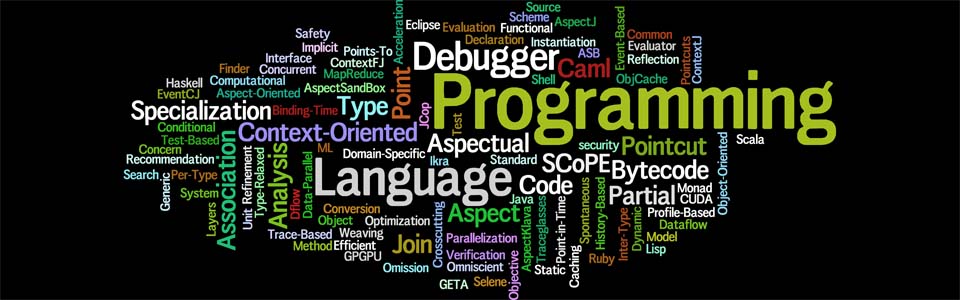 Source
Scheme
AspectJ
Eclipse
Evaluation
Functional
Acceleration
Event-Based
Safety
Declaration
Instantiation
Common
Implicit
Points-To
Debugger
ASB
Evaluator
Interface
ContextFJ
Caml
Reflection
Pointcuts
ContextJ
Finder
Concurrent
MapReduce
Point
Shell
ObjCache
Haskell
Computational
AspectSandBox
Programming
EventCJ
Aspect-Oriented
Specialization
Binding-Time
Type
JCop
Test
Conditional
Context-Oriented
Test-Based
Aspectual
security
Pointcut
Scala
Concern
ML
Domain-Specific
Ikra
Standard
SCoPE
Bytecode
Object-Oriented
Recommendation
Association
Refinement
Type-Relaxed
Analysis
Data-Parallel
Language
Code
Search
Generic
Per-Type
Unit
Dflow
Java
Partial
Monad
CUDA
System
Layers
Conversion
Object
Optimization
Crosscutting
Aspect
AspectKlava
Traceglasses
Point-in-Time
Spontaneous
History-Based
Inter-Type
Dynamic
Profile-Based
Dataflow
Trace-Based
Weaving
Join
Parallelization
Model
Method
Efficient
GPGPU
Verification
Lisp
Omission
Omniscient
Objective
Static
Caching
Ruby
GETA
Selene